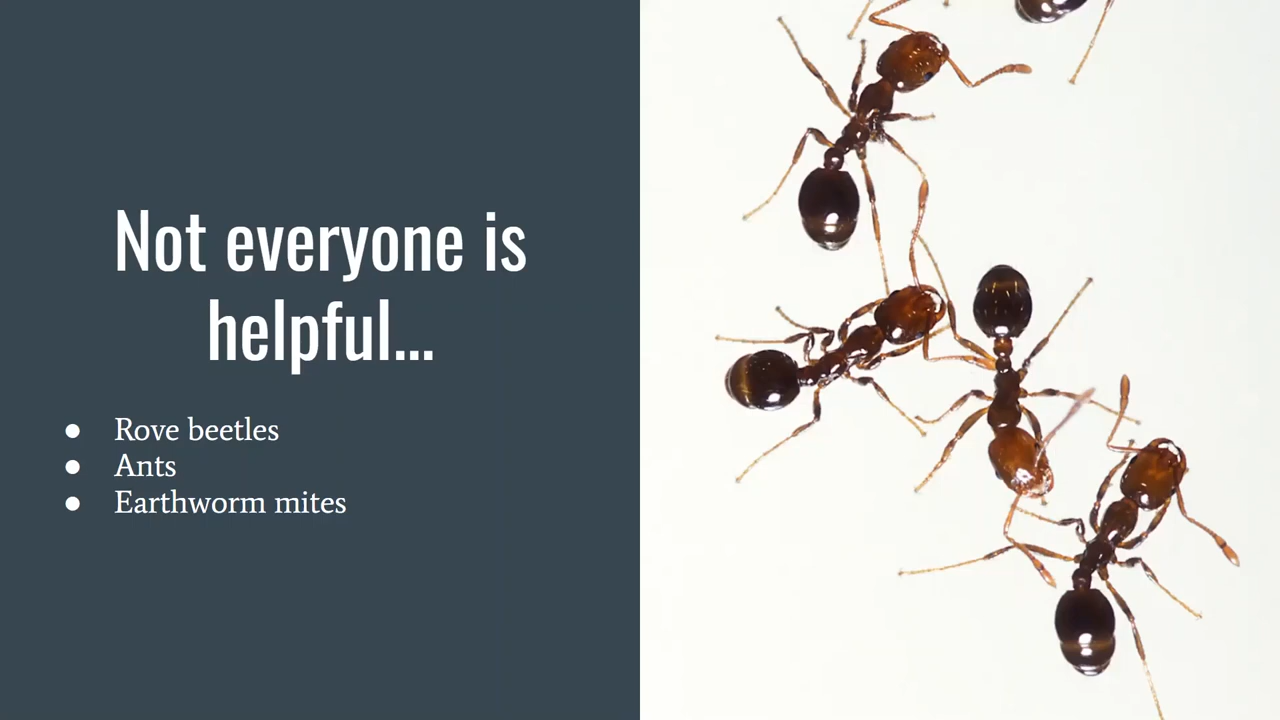 Not everyone is
helpful...
● Rove beetles
● Ants
● Earthworm mites